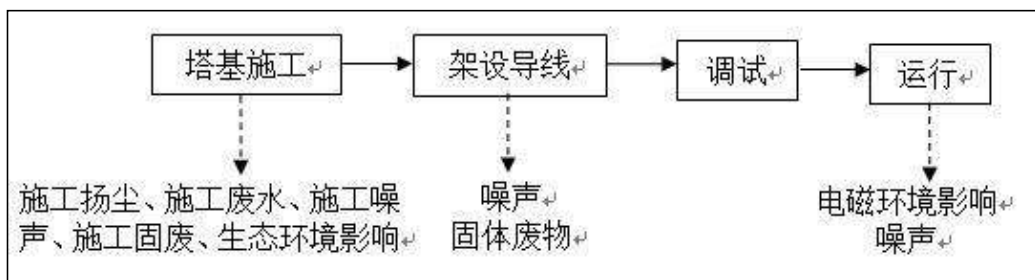 塔基施工
架设导线
调试
运行
施工扬尘、施工废水、施工噪
声、施工固废、生态环境影响
噪声
固体废物
电磁环境影响
噪声